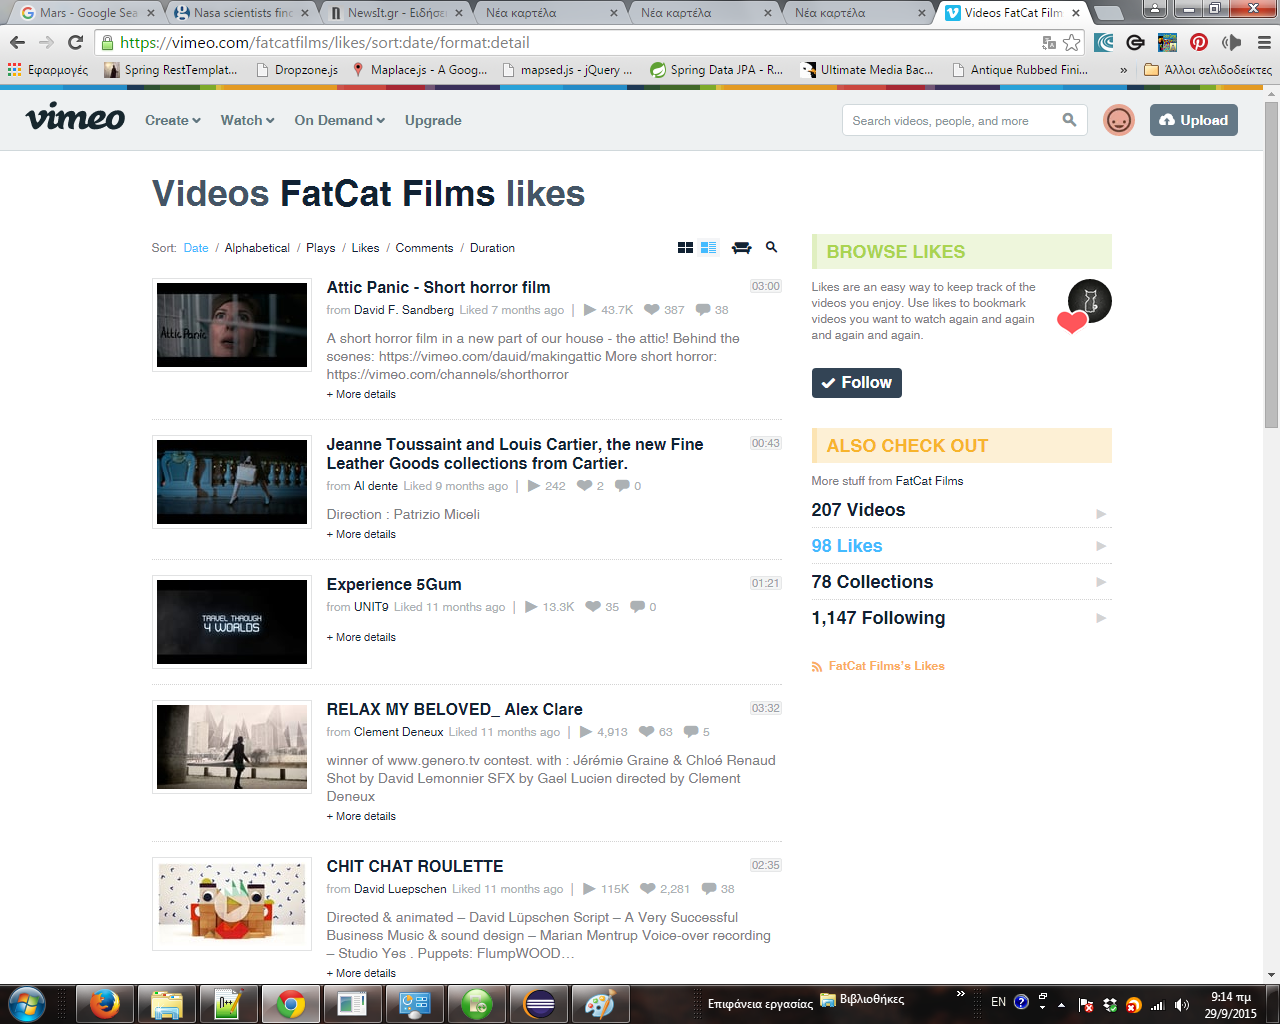 Mars - Google Sea
Nasa scientists find
NewsIt.gr - Ειδήσει
Νέα καρτέλα
Νέα καρτέλα
Νέα καρτέλα
Videos FatCat Film
https://vimeo.com/fatcatfilms/likes/sort:date/format:detail
Εφαρμογές
Spring RestTemplat...
Dropzone.js
Maplace.js - A Goog...
mapsed.js - jQuery ...
Spring Data JPA - R...
Ultimate Media Bac...
Antique Rubbed Fini...
»
Άλλοι σελιδοδείκτες
vimeo
Create
Watch
On Demand
Upgrade
Search videos, people, and more
Upload
Videos FatCat Films likes
Sort: Date / Alphabetical / Plays / Likes / Comments / Duration
Attic Panic
Attic Panic - Short horror film
03:00
from David F. Sandberg Liked 7 months ago | 43.7K 387 38
A short horror film in a new part of our house - the attic! Behind the
scenes: https://vimeo.com/dauid/makingattic More short horror:
https://vimeo.com/channels/shorthorror
+ More details
Jeanne Toussaint and Louis Cartier, the new Fine
Leather Goods collections from Cartier.
00:43
from Al dente Liked 9 months ago | 242 2 0
Direction : Patrizio Miceli
+ More details
TRAVEL THROUGH
4 WORLDS
Experience 5Gum
01:21
from UNIT9 Liked 11 months ago | 13.3K 35 0
+ More details
RELAX MY BELOVED_ Alex Clare
03:32
from Clement Deneux Liked 11 months ago | 4,913 63 5
winner of www.genero.tv contest. with : Jérémie Graine & Chloé Renaud
Shot by David Lemonnier SFX by Gael Lucien directed by Clement
Deneux
+ More details
CHIT CHAT ROULETTE
02:35
from David Luepschen Liked 11 months ago | 115K 2,281 38
Directed & animated – David Lüpschen Script – A Very Successful
Business Music & sound design – Marian Mentrup Voice-over recording
– Studio Yes . Puppets: FlumpWOOD…
+ More details
BROWSE LIKES
Likes are an easy way to keep track of the
videos you enjoy. Use likes to bookmark
videos you want to watch again and again
and again and again.
Follow
ALSO CHECK OUT
More stuff from FatCat Films
207 Videos
98 Likes
78 Collections
1,147 Following
FatCat Films's Likes
Επιφάνεια εργασίας
Βιβλιοθήκες
»
EN
9:14 πμ
29/9/2015